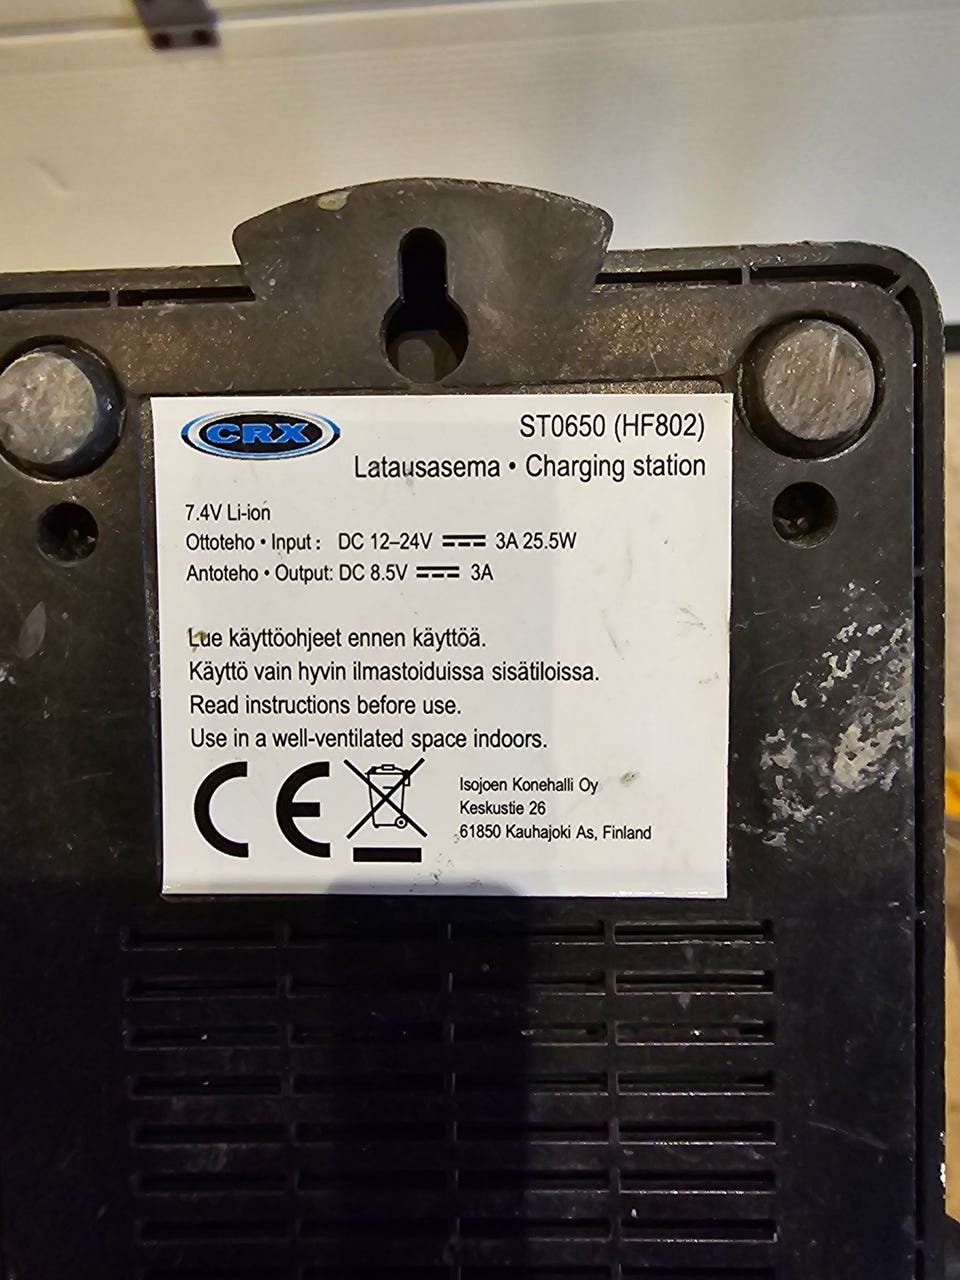 CRX
ST0650 (HF802)
Latausasema • Charging station
7.4V Li-ion
Ottoteho • Input : DC 12–24V ⎓ 3A 25.5W
Antoteho • Output: DC 8.5V ⎓ 3A
Lue käyttöohjeet ennen käyttöä.
Käyttö vain hyvin ilmastoiduissa sisätiloissa.
Read instructions before use.
Use in a well-ventilated space indoors.
CE
Isojoen Konehalli Oy
Keskustie 26
61850 Kauhajoki As, Finland